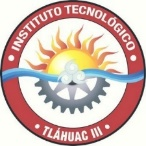 • INSTITUTO TECNOLÓGICO •
TLÁHUAC III